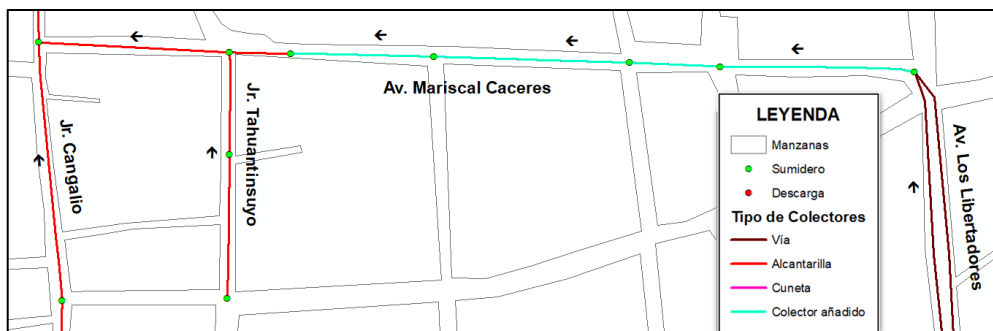 Av. Mariscal Caceres
Jr. Cangalio
Jr. Tahuantinsuyo
Av. Los Libertadores
LEYENDA
Manzanas
Sumidero
Descarga
Tipo de Colectores
Vía
Alcantarilla
Cuneta
Colector añadido